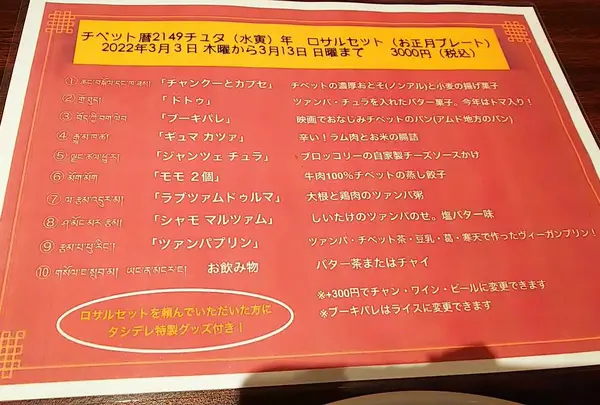 チベット暦2149チュタ（水寅）年　ロサルセット（お正月プレート）
2022年3月3日 木曜から3月13日 日曜まで　　3000円（税込）
①「チャンクーとカプセ」 チベットの濃厚おとそ(ノンアル)と小麦の揚げ菓子
②「ドトゥ」 ツァンパ・チュラを入れたバター菓子。今年はトマ入り！
③「プーキパレ」 映画でおなじみチベットのパン(アムド地方のパン)
④「ギュマ カツァ」 辛い！ラム肉とお米の腸詰
⑤「ジャンツェ チュラ」 ブロッコリーの自家製チーズソースかけ
⑥ མོག་མོག 「モモ ２個」 牛肉100%チベットの蒸し餃子
⑦「ラプツァムドゥルマ」 大根と鶏肉のツァンパ粥
⑧「シャモ マルツァム」 しいたけのツァンパのせ。塩バター味
⑨「ツァンパプリン」 ツァンパ・チベット茶・豆乳・葛・寒天で作ったヴィーガンプリン！
⑩ お飲み物 バター茶またはチャイ
※+300円でチャン・ワイン・ビールに変更できます
※プーキパレはライスに変更できます
ロサルセットを頼んでいただいた方に
タシデレ特製グッズ付き！